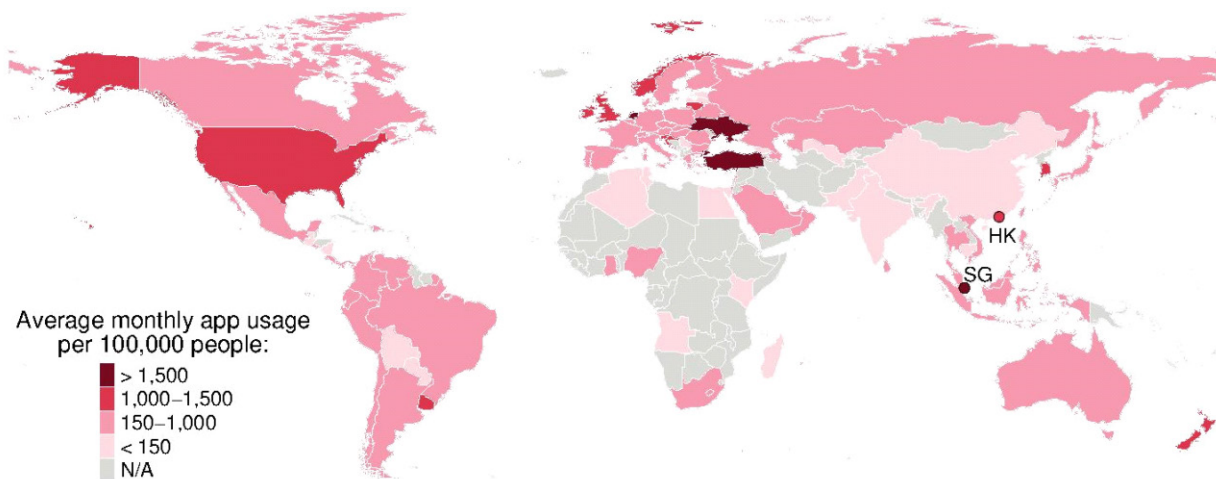 HK
SG
Average monthly app usage
per 100,000 people:
> 1,500
1,000–1,500
150–1,000
< 150
N/A